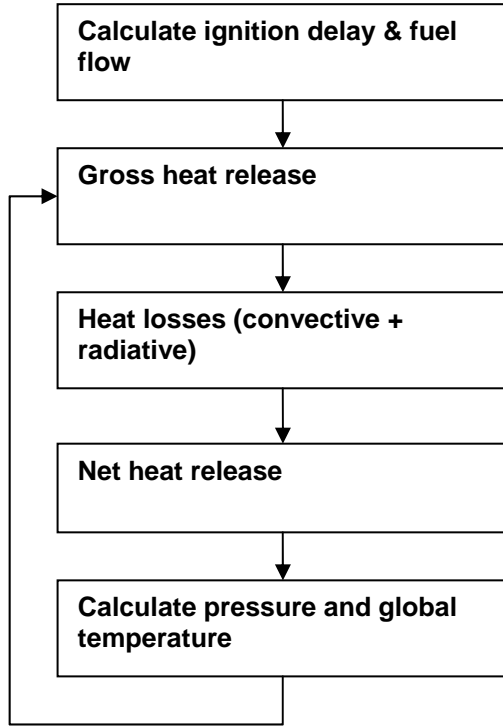 Calculate ignition delay & fuel
flow
Gross heat release
Heat losses (convective +
radiative)
Net heat release
Calculate pressure and global
temperature